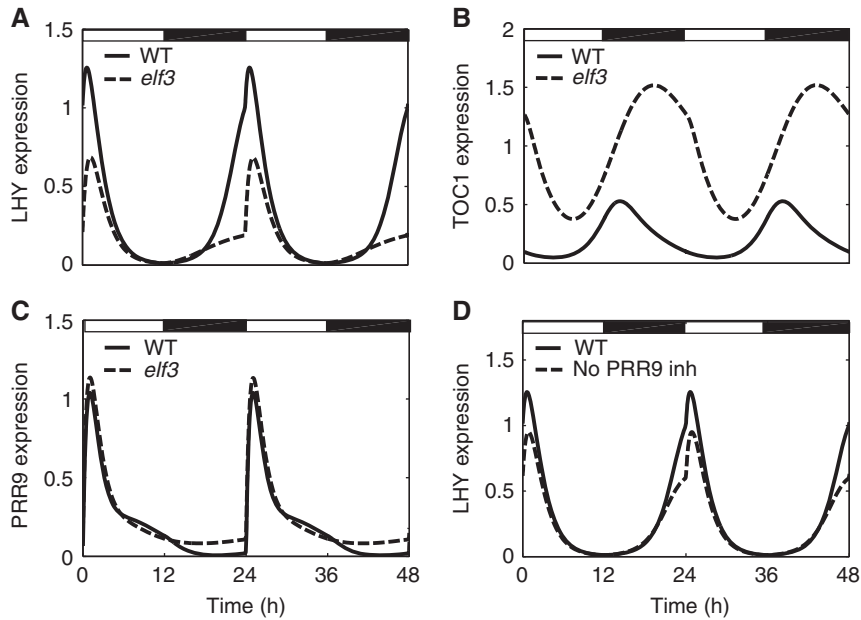 A
1.5
1
0.5
0
LHY expression
WT
elf3
B
2
1.5
1
0.5
0
TOC1 expression
WT
elf3
C
1.5
1
0.5
0
PRR9 expression
WT
elf3
0 12 24 36 48
Time (h)
D
1.5
1
0.5
0
LHY expression
WT
No PRR9 inh
0 12 24 36 48
Time (h)